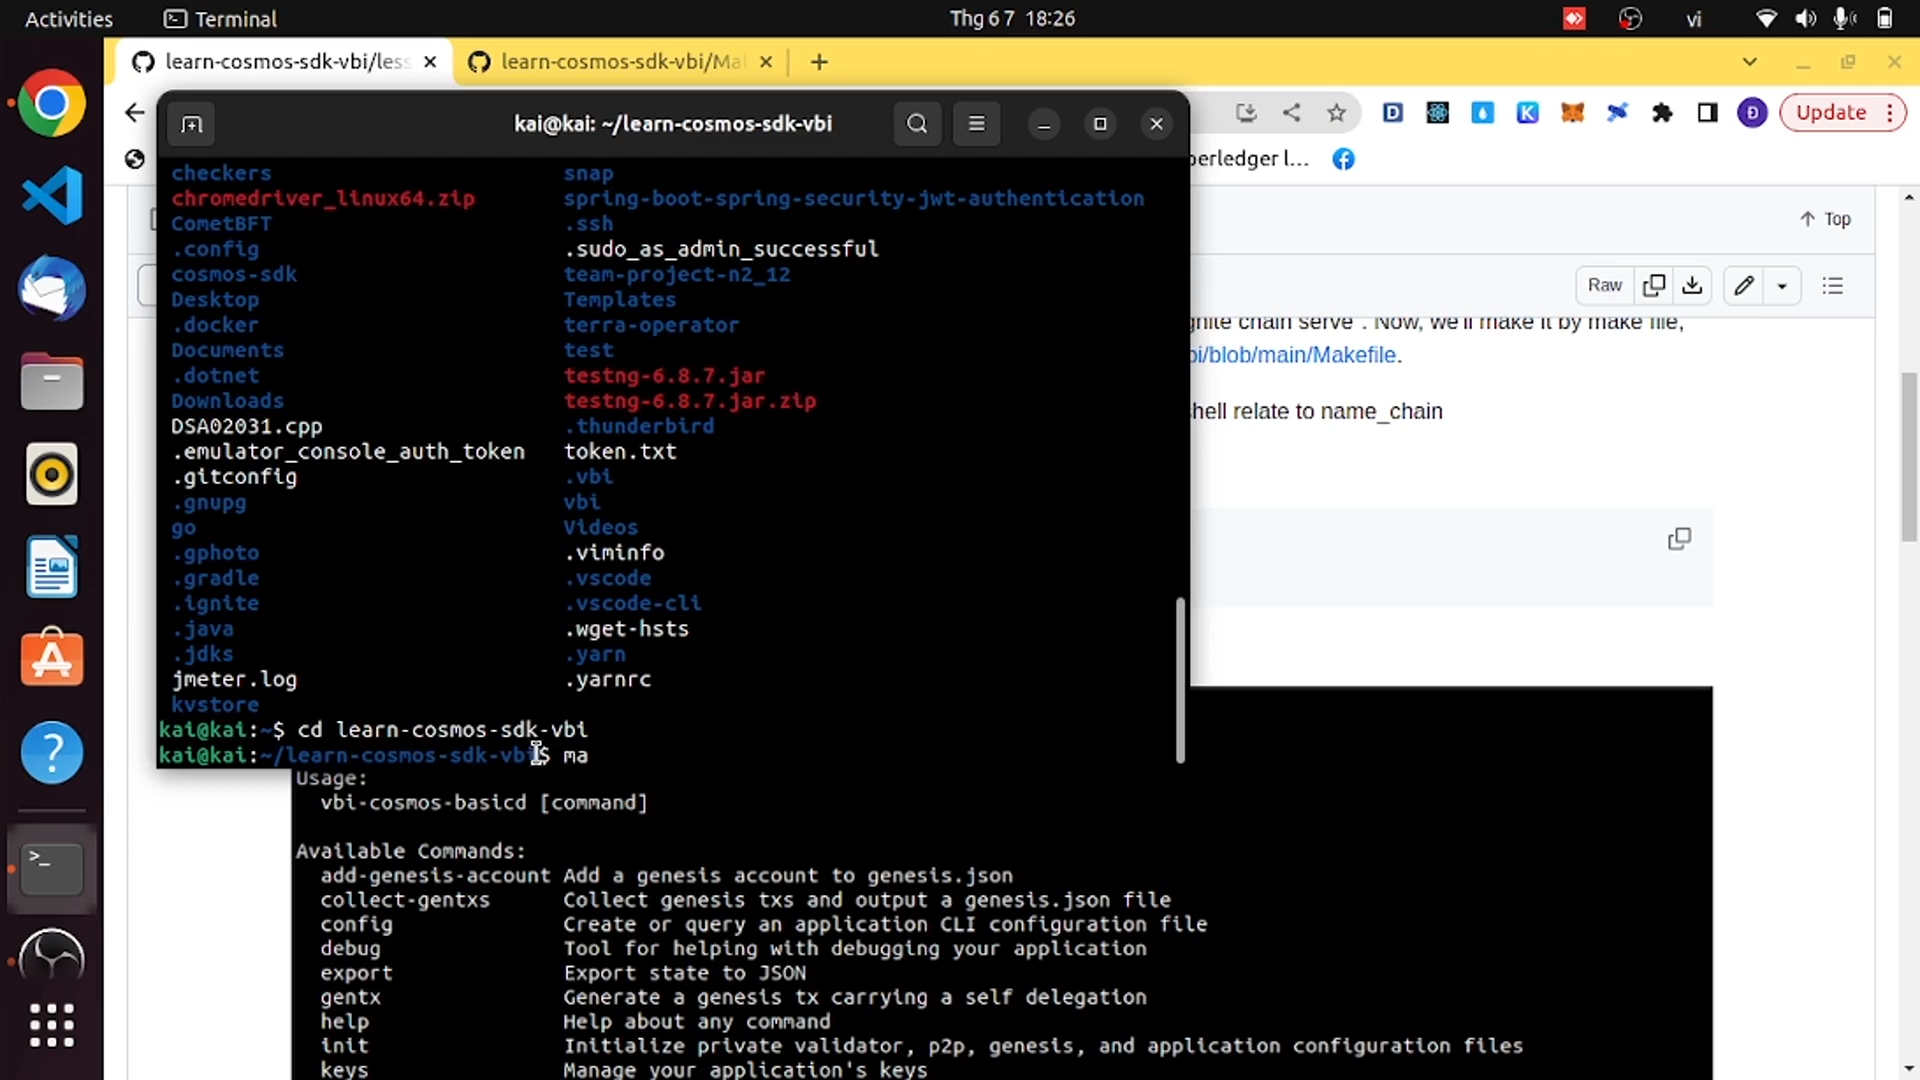 Activities Terminal Thg 6 7 18:26 vi
learn-cosmos-sdk-vbi/less learn-cosmos-sdk-vbi/Ma
kai@kai: ~/learn-cosmos-sdk-vbi
Update
perledger l...
checkers snap
chromedriver_linux64.zip spring-boot-spring-security-jwt-authentication
CometBFT .ssh
.config .sudo_as_admin_successful
cosmos-sdk team-project-n2_12
Desktop Templates
.docker terra-operator
Documents test
.dotnet testng-6.8.7.jar
Downloads testng-6.8.7.jar.zip
DSA02031.cpp .thunderbird
.emulator_console_auth_token token.txt
.gitconfig .vbi
.gnupg vbi
go Videos
.gphoto .viminfo
.gradle .vscode
.ignite .vscode-cli
.java .wget-hsts
.jdks .yarn
jmeter.log .yarnrc
kvstore
kai@kai:~$ cd learn-cosmos-sdk-vbi
kai@kai:~/learn-cosmos-sdk-vbi$ ma
Top
Raw
gnite chain serve`. Now, we'll make it by make file,
bi/blob/main/Makefile.
shell relate to name_chain
Usage:
vbi-cosmos-basicd [command]
Available Commands:
add-genesis-account Add a genesis account to genesis.json
collect-gentxs Collect genesis txs and output a genesis.json file
config Create or query an application CLI configuration file
debug Tool for helping with debugging your application
export Export state to JSON
gentx Generate a genesis tx carrying a self delegation
help Help about any command
init Initialize private validator, p2p, genesis, and application configuration files
keys Manage your application's keys